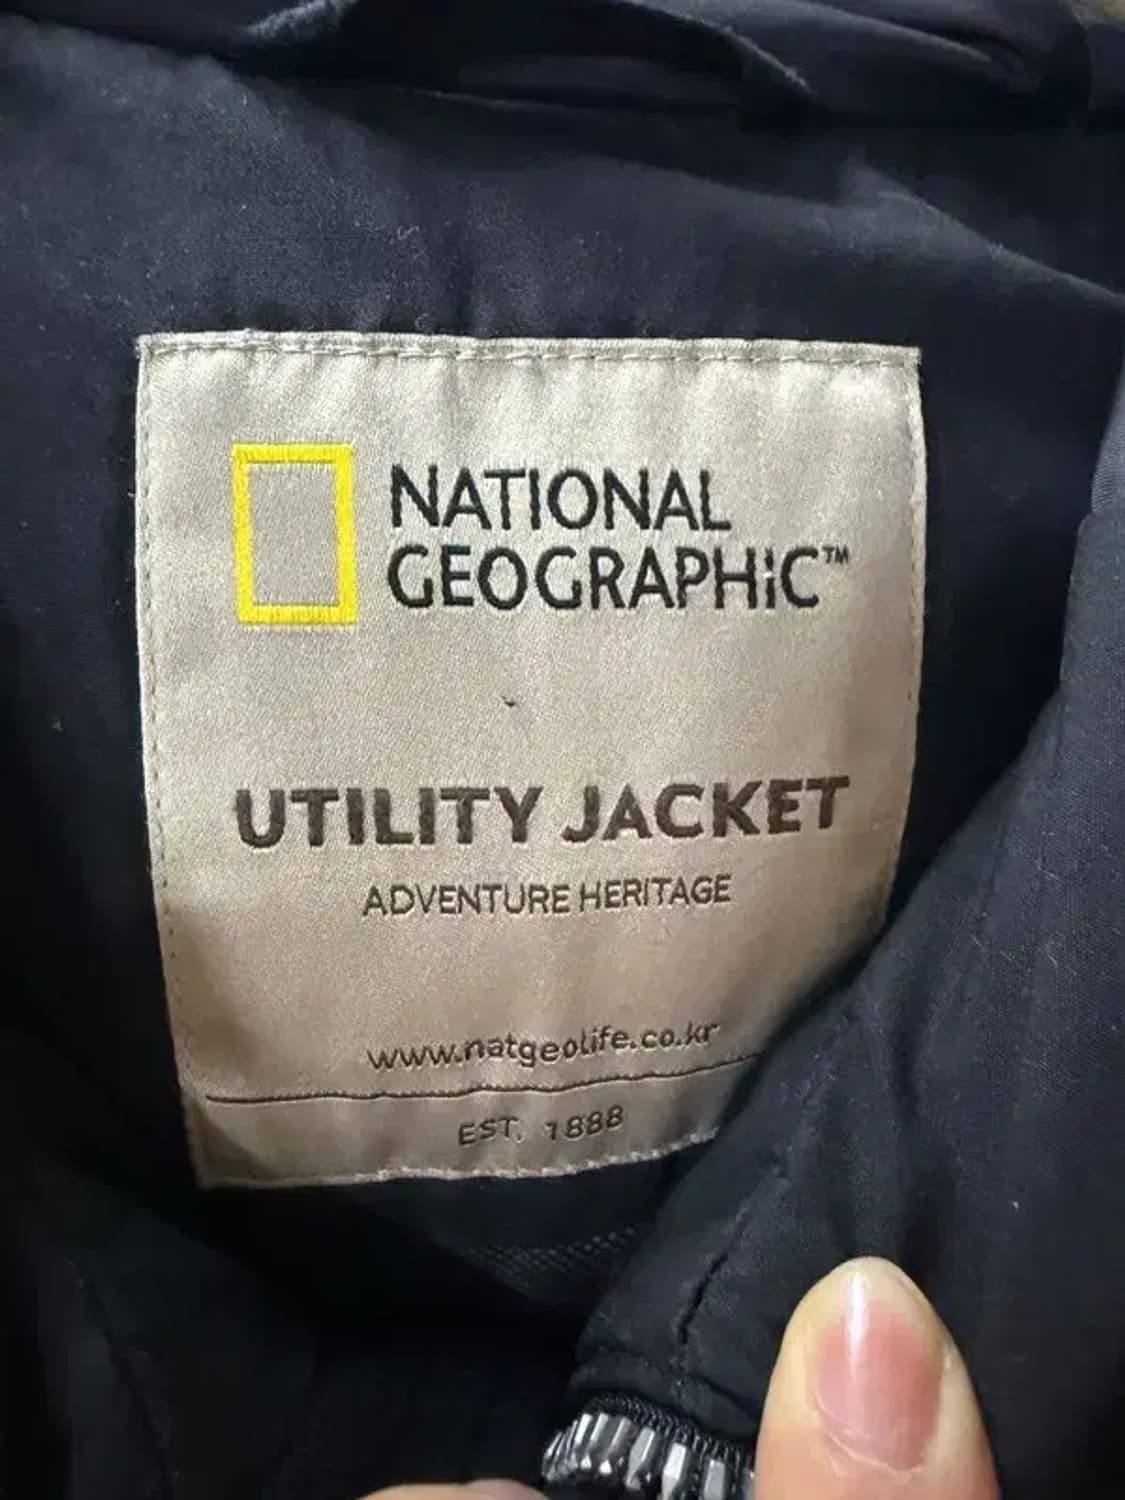 NATIONAL
GEOGRAPHiC™
UTILITY JACKET
ADVENTURE HERITAGE
www.natgeolife.co.kr
EST. 1888